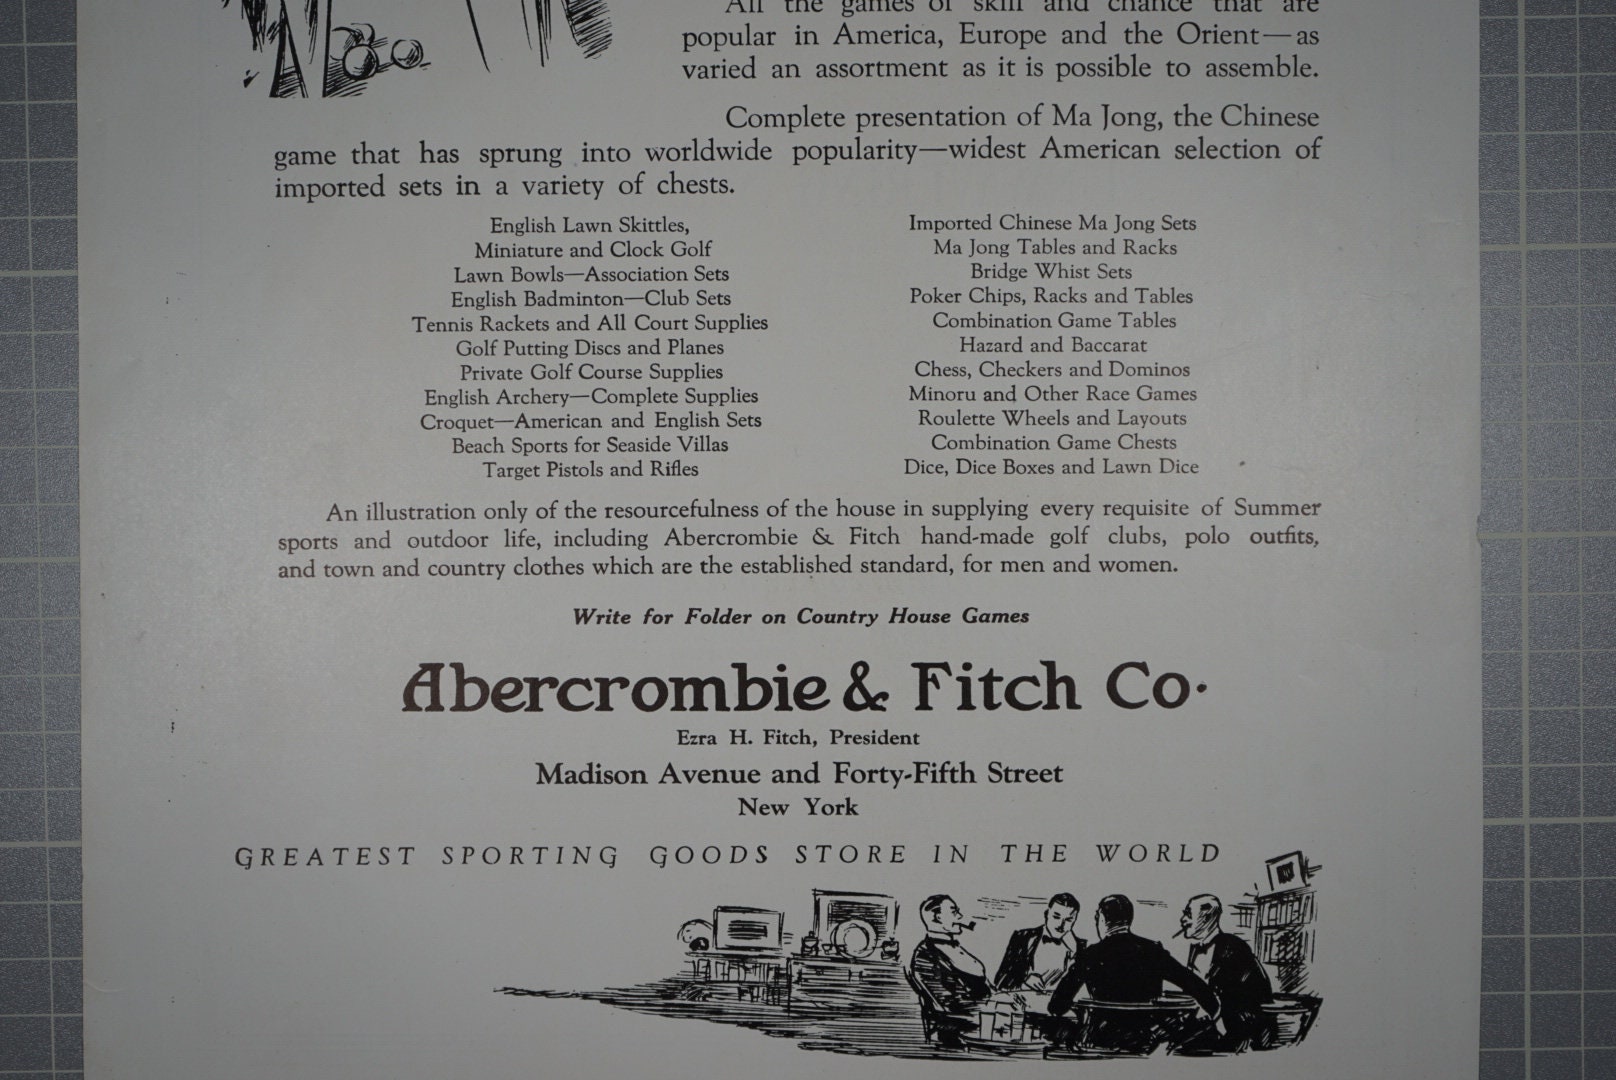 All the games of skill and chance that are
popular in America, Europe and the Orient—as
varied an assortment as it is possible to assemble.
Complete presentation of Ma Jong, the Chinese
game that has sprung into worldwide popularity—widest American selection of
imported sets in a variety of chests.
English Lawn Skittles,
Miniature and Clock Golf
Lawn Bowls—Association Sets
English Badminton—Club Sets
Tennis Rackets and All Court Supplies
Golf Putting Discs and Planes
Private Golf Course Supplies
English Archery—Complete Supplies
Croquet—American and English Sets
Beach Sports for Seaside Villas
Target Pistols and Rifles
Imported Chinese Ma Jong Sets
Ma Jong Tables and Racks
Bridge Whist Sets
Poker Chips, Racks and Tables
Combination Game Tables
Hazard and Baccarat
Chess, Checkers and Dominos
Minoru and Other Race Games
Roulette Wheels and Layouts
Combination Game Chests
Dice, Dice Boxes and Lawn Dice
An illustration only of the resourcefulness of the house in supplying every requisite of Summer
sports and outdoor life, including Abercrombie & Fitch hand-made golf clubs, polo outfits,
and town and country clothes which are the established standard, for men and women.
Write for Folder on Country House Games
Abercrombie & Fitch Co.
Ezra H. Fitch, President
Madison Avenue and Forty-Fifth Street
New York
GREATEST SPORTING GOODS STORE IN THE WORLD